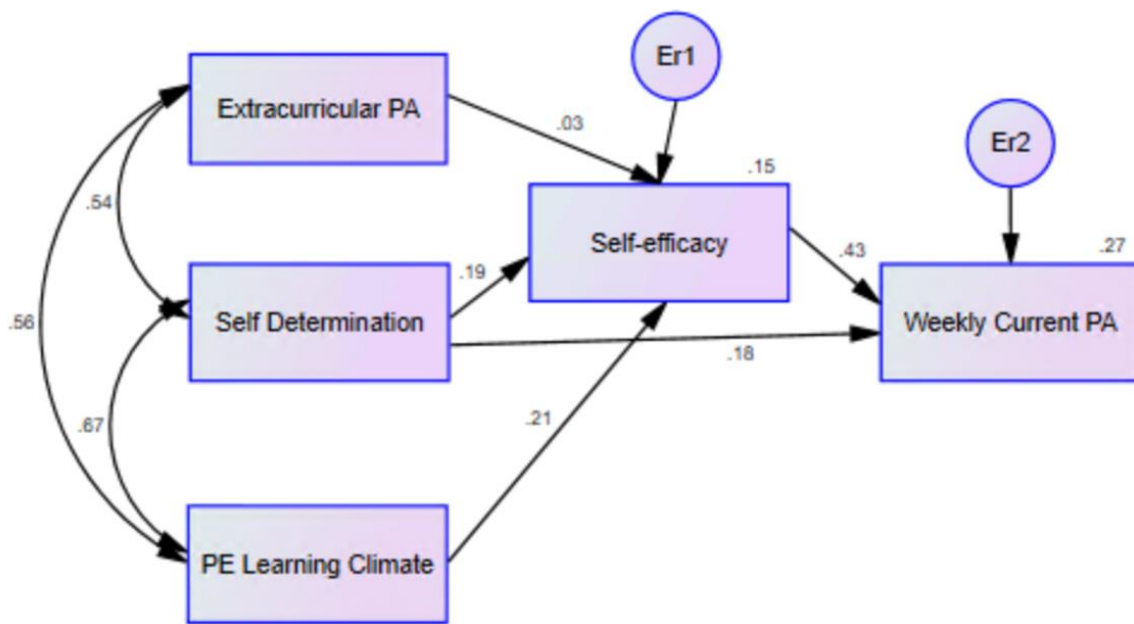 Er1
Extracurricular PA
.03
Er2
.15
.54
Self-efficacy
.27
.19
.43
.56
Self Determination
Weekly Current PA
.18
.67
.21
PE Learning Climate